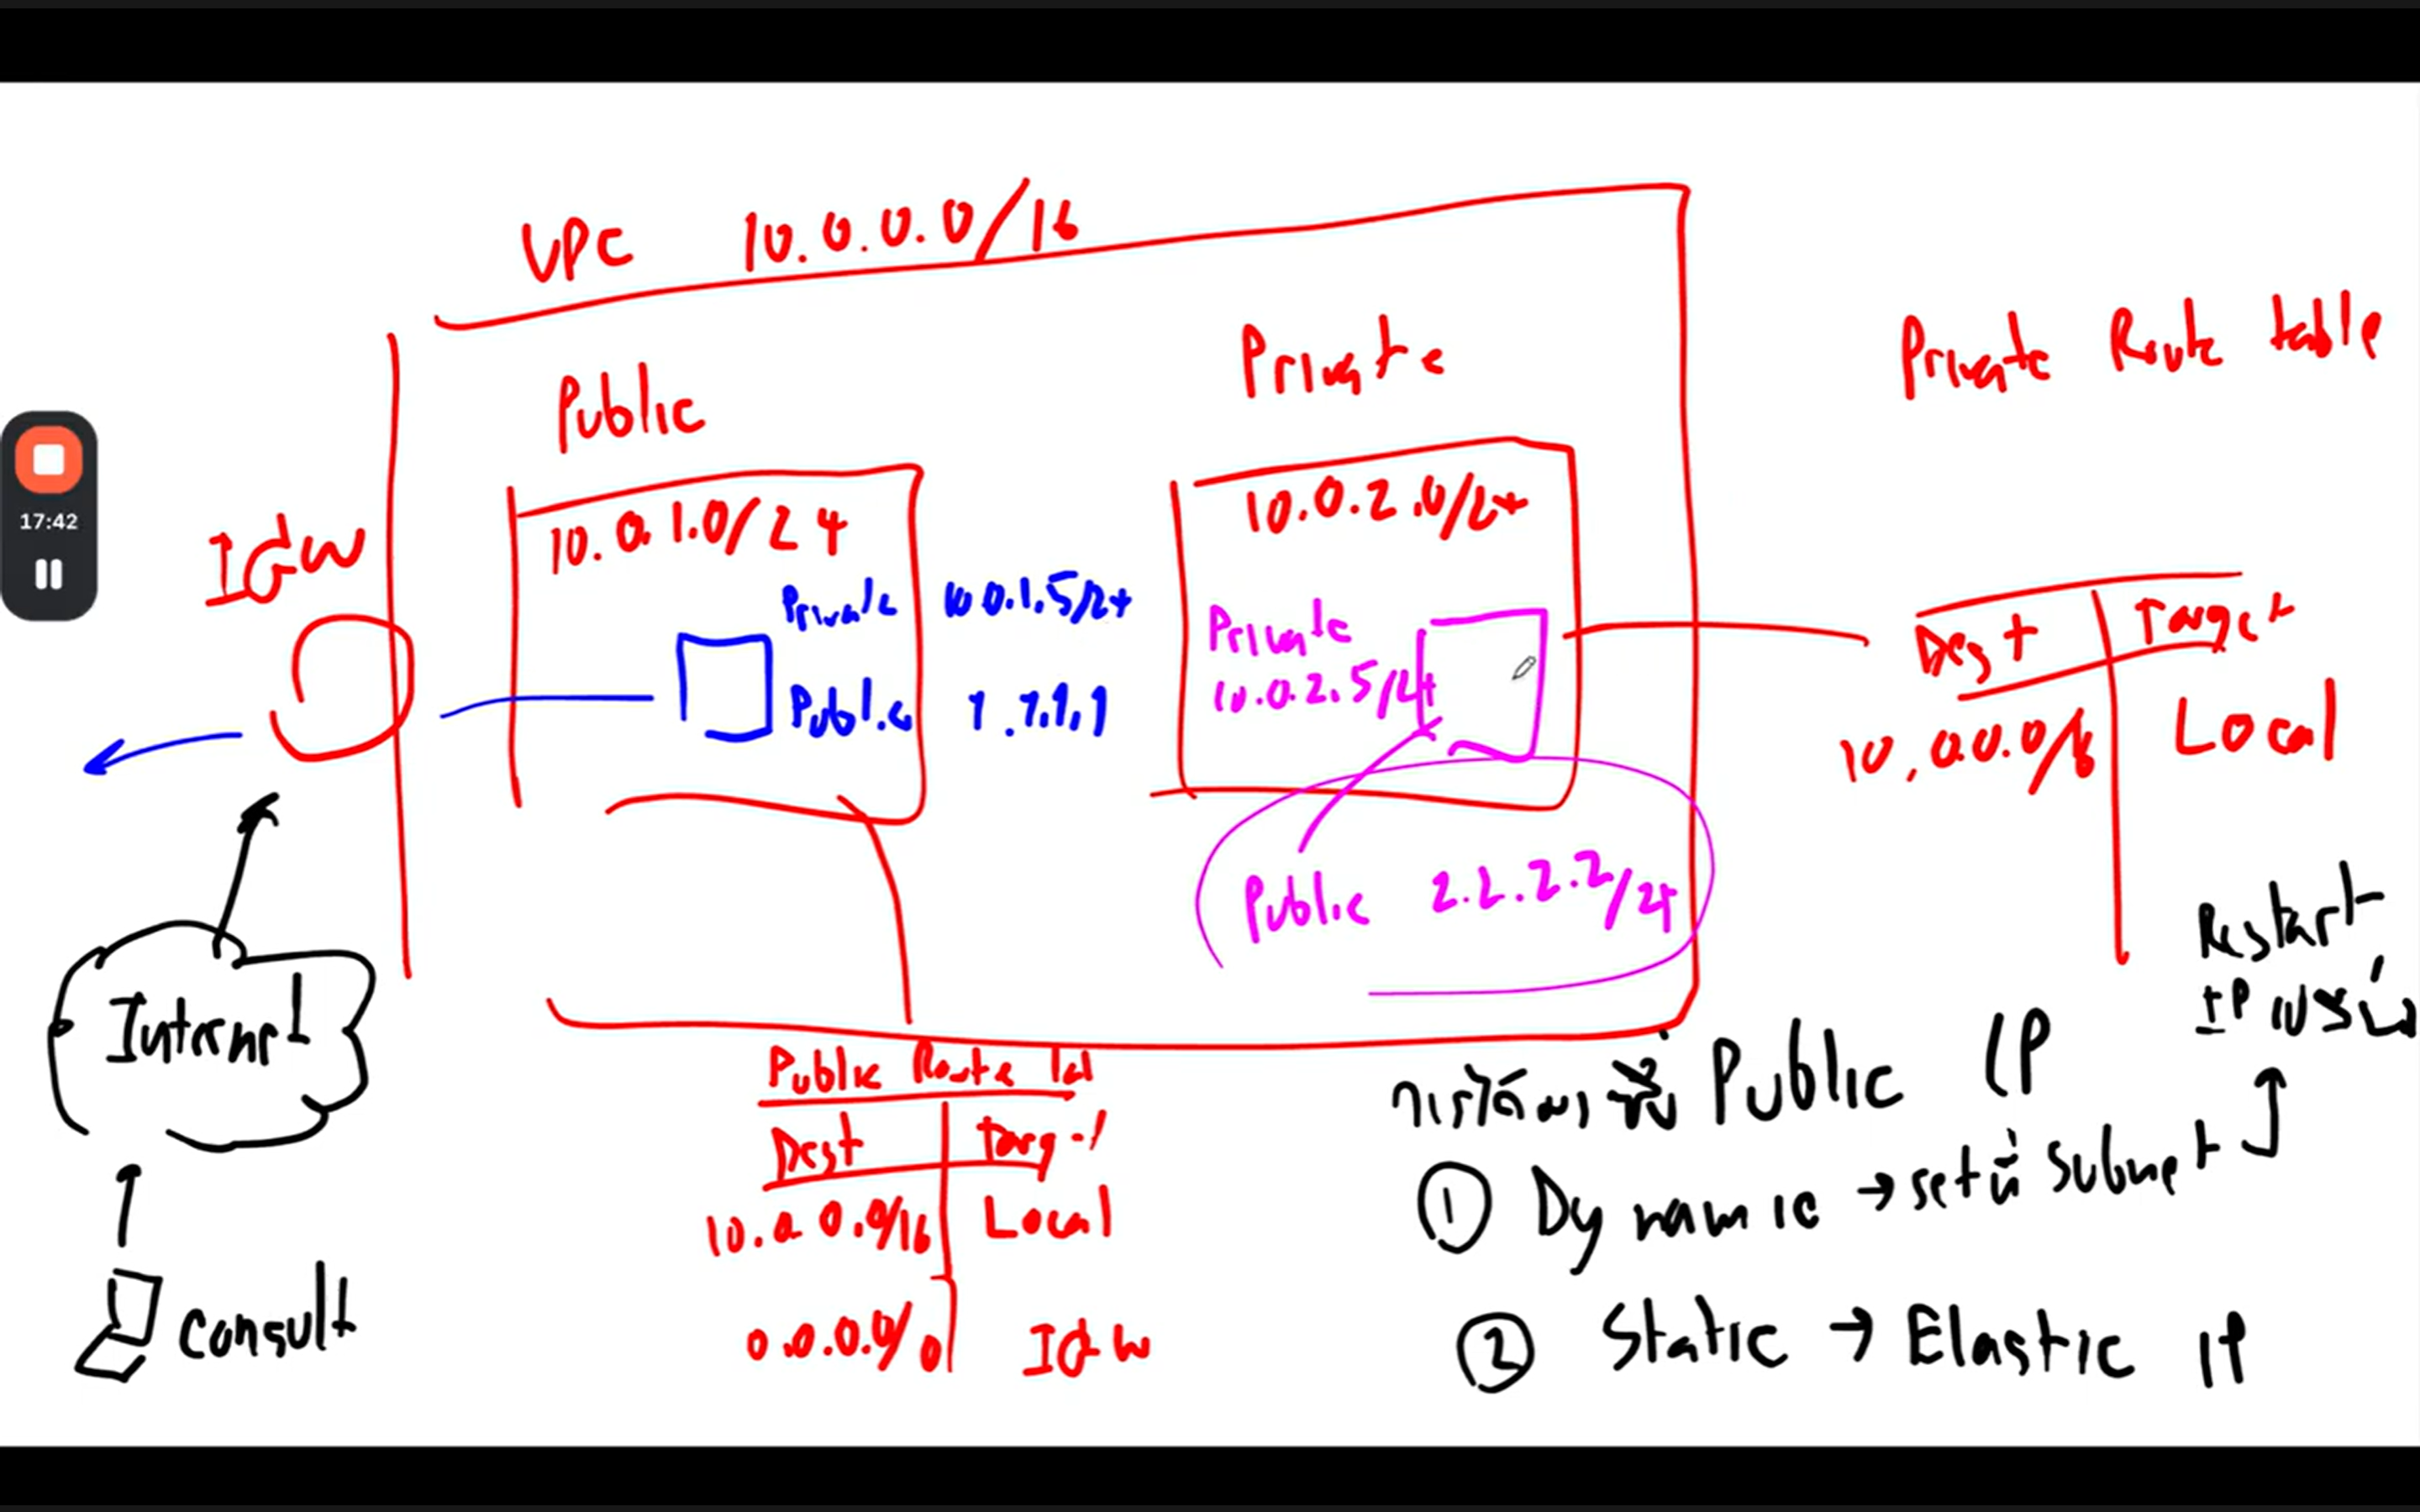 VPC 10.0.0.0/16
Public
Private
Private Route table
10.0.1.0/24
10.0.2.0/24
17:42
IGW
Private 10.0.1.5/24
Public 1.1.1.1
Private
10.0.2.5/24
Dest Target
10.0.0.0/16 Local
Public 2.2.2.2/24
Restart
IP เปลี่ยน
Internet
Public Route
Dest
10.0.0.0/16 Local
0.0.0.0/0 IGW
การได้มาซึ่ง Public IP
① Dynamic → set ที่ subnet
② Static → Elastic IP
Consult